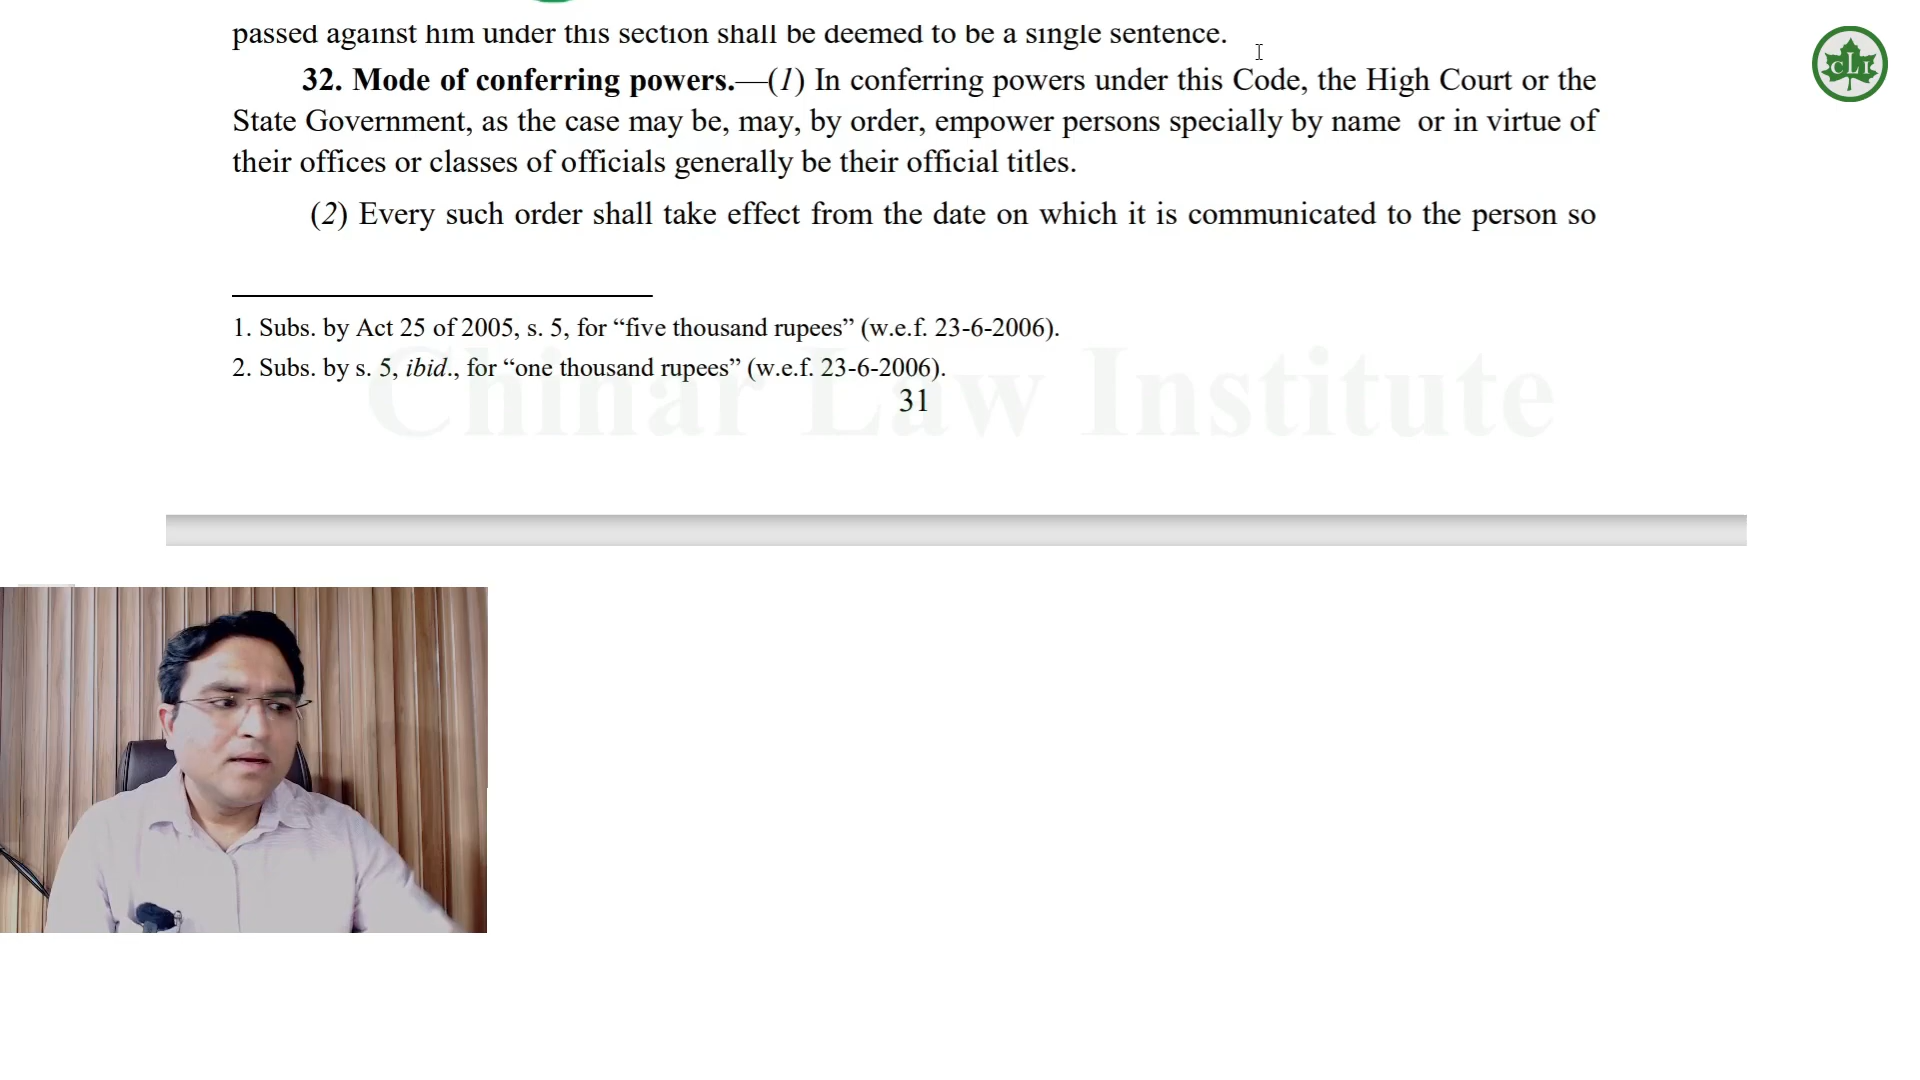 passed against him under this section shall be deemed to be a single sentence.
CLI
32. Mode of conferring powers.—(1) In conferring powers under this Code, the High Court or the
State Government, as the case may be, may, by order, empower persons specially by name or in virtue of
their offices or classes of officials generally be their official titles.
(2) Every such order shall take effect from the date on which it is communicated to the person so
1. Subs. by Act 25 of 2005, s. 5, for “five thousand rupees” (w.e.f. 23-6-2006).
2. Subs. by s. 5, ibid., for “one thousand rupees” (w.e.f. 23-6-2006).
31
Chinar Law Institute